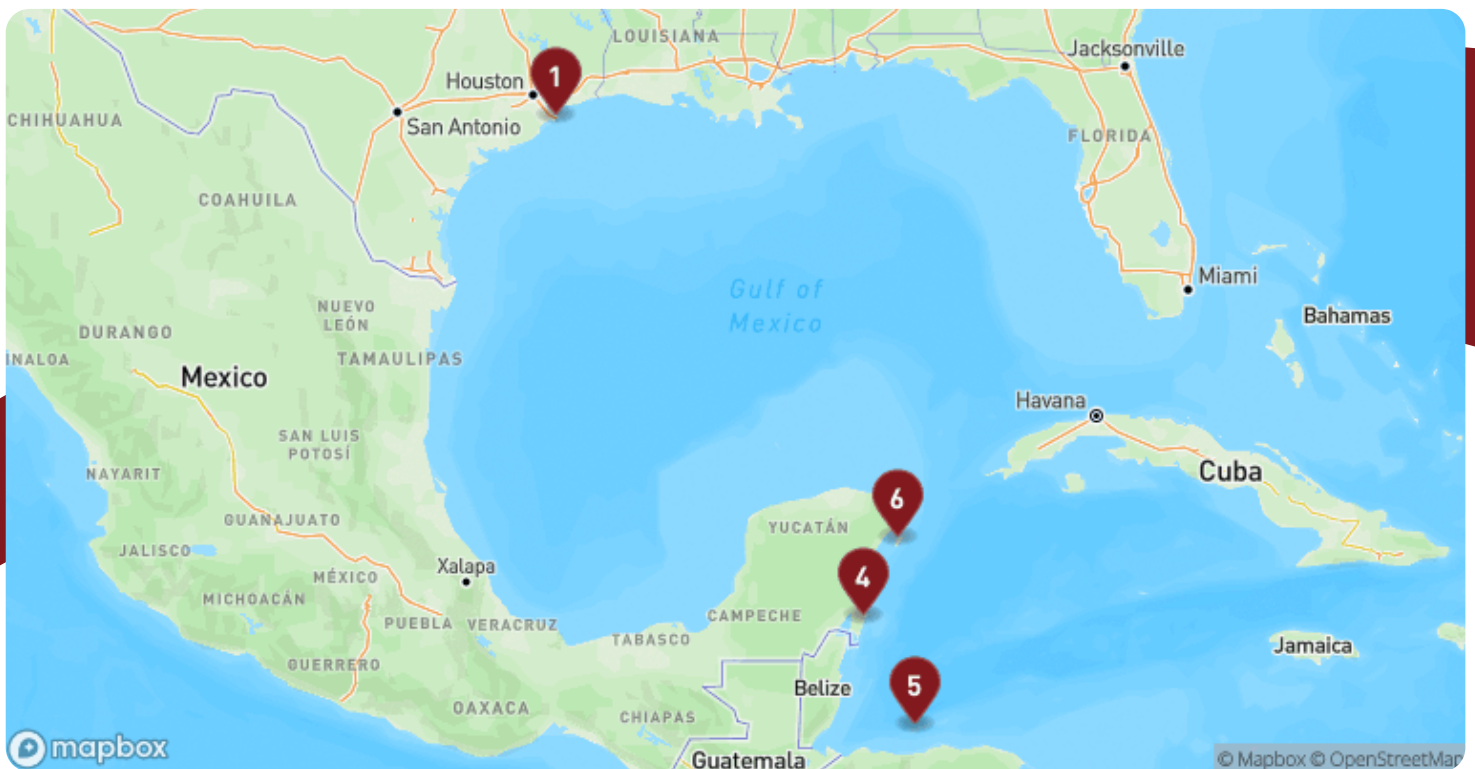 LOUISIANA
Jacksonville
Houston
1
CHIHUAHUA
San Antonio
FLORIDA
COAHUILA
Miami
Gulf of
Mexico
NUEVO
LEÓN
Bahamas
DURANGO
INALOA
TAMAULIPAS
Mexico
Havana
SAN LUIS
POTOSÍ
Cuba
NAYARIT
6
GUANAJUATO
YUCATÁN
JALISCO
Xalapa
MÉXICO
4
MICHOACÁN
PUEBLA
VERACRUZ
CAMPECHE
TABASCO
Jamaica
GUERRERO
Belize
5
OAXACA
CHIAPAS
mapbox
Guatemala
© Mapbox © OpenStreetMap